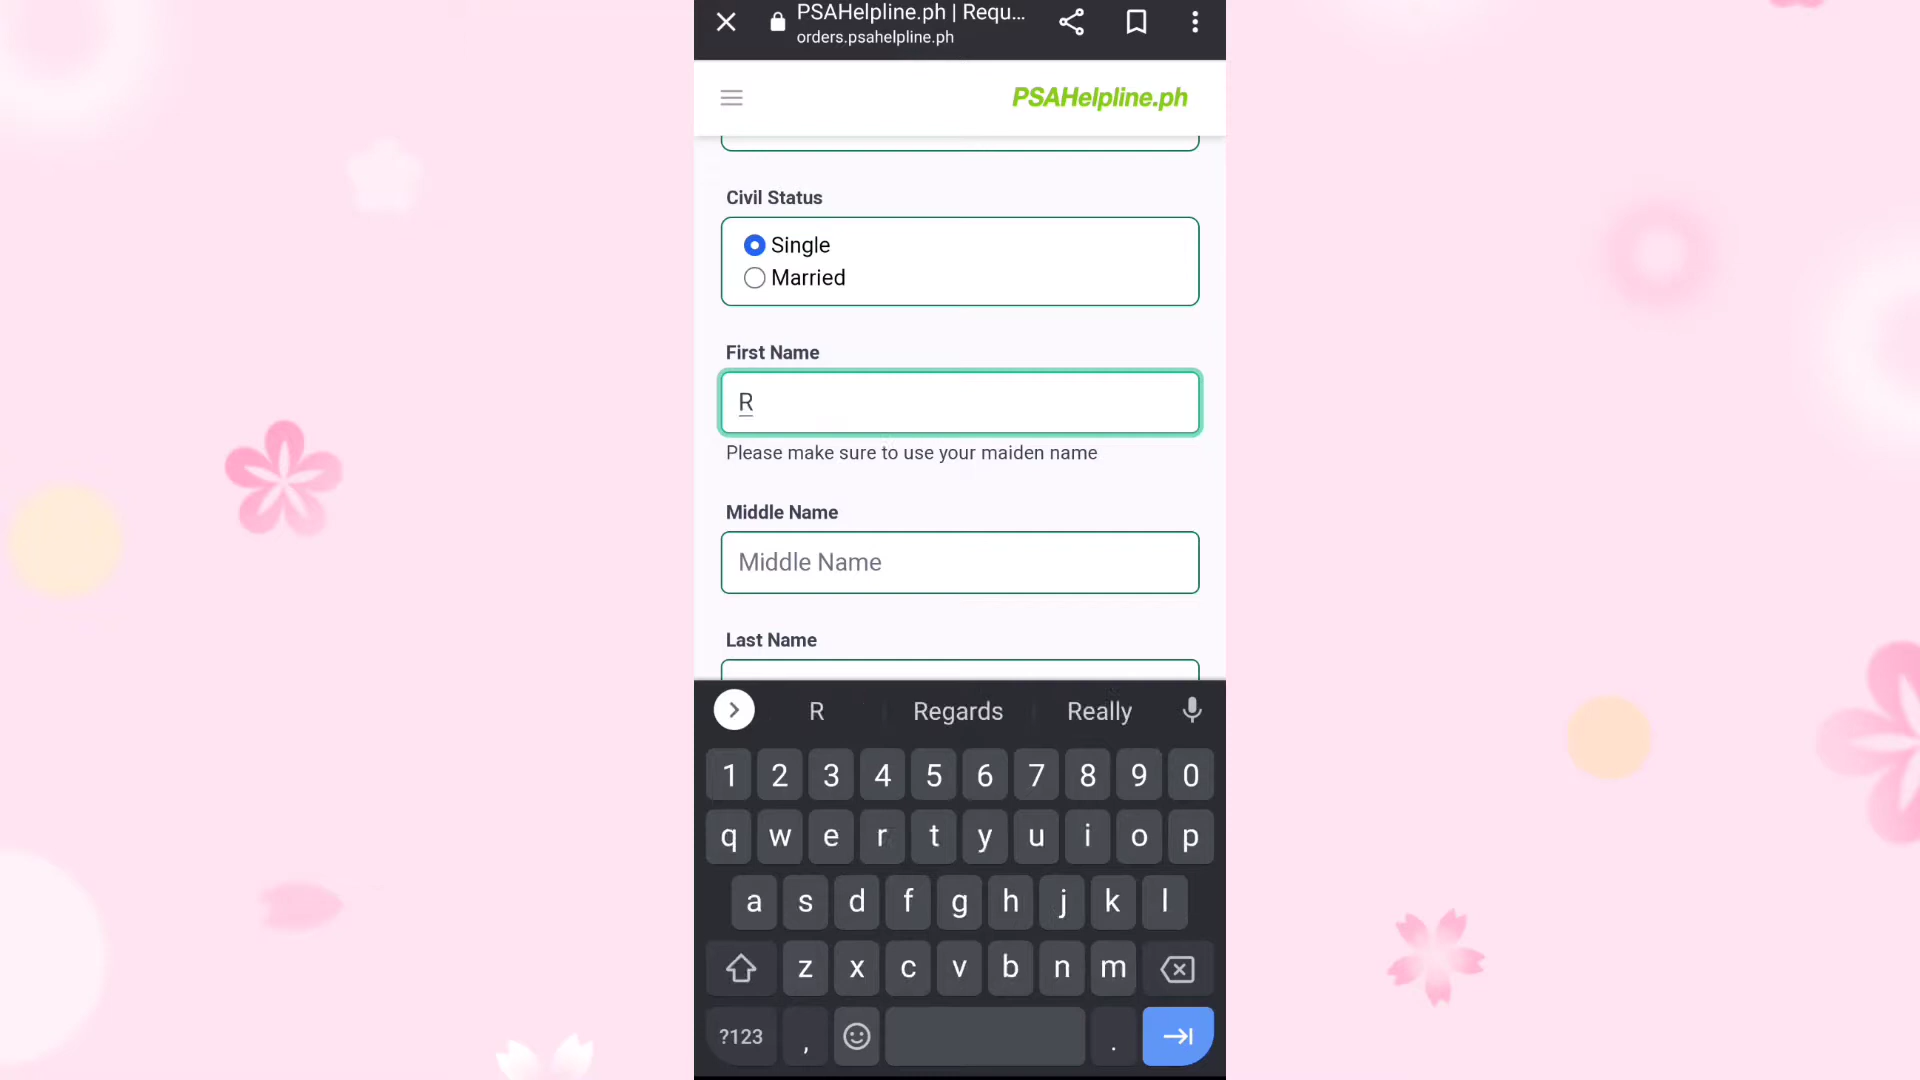 PSAHelpline.ph | Requ...
orders.psahelpline.ph
PSAHelpline.ph
Civil Status
Single
Married
First Name
R
Please make sure to use your maiden name
Middle Name
Middle Name
Last Name
R Regards Really
1 2 3 4 5 6 7 8 9 0
q w e r t y u i o p
a s d f g h j k l
z x c v b n m
?123 , .